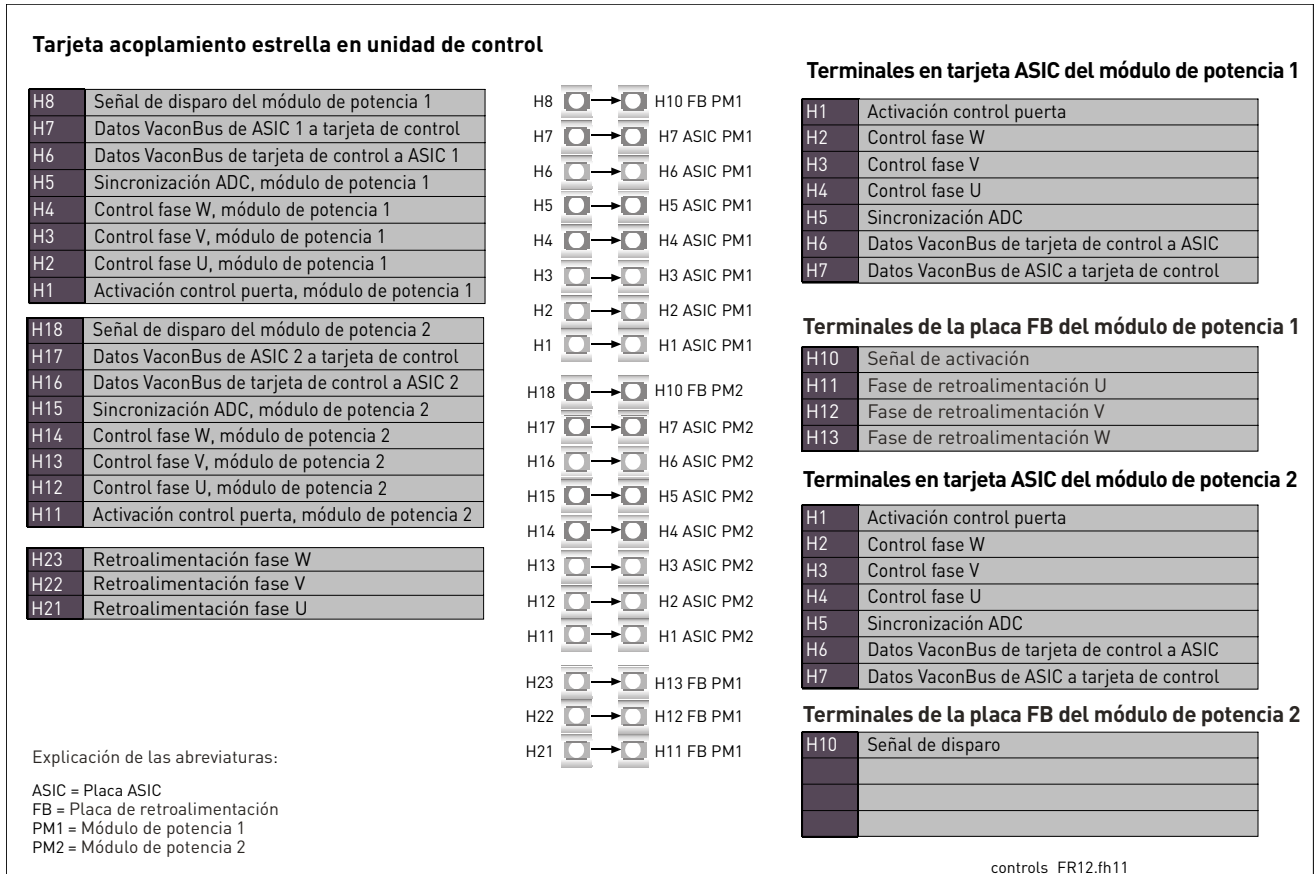 Tarjeta acoplamiento estrella en unidad de control
H8 Señal de disparo del módulo de potencia 1
H7 Datos VaconBus de ASIC 1 a tarjeta de control
H6 Datos VaconBus de tarjeta de control a ASIC 1
H5 Sincronización ADC, módulo de potencia 1
H4 Control fase W, módulo de potencia 1
H3 Control fase V, módulo de potencia 1
H2 Control fase U, módulo de potencia 1
H1 Activación control puerta, módulo de potencia 1
H18 Señal de disparo del módulo de potencia 2
H17 Datos VaconBus de ASIC 2 a tarjeta de control
H16 Datos VaconBus de tarjeta de control a ASIC 2
H15 Sincronización ADC, módulo de potencia 2
H14 Control fase W, módulo de potencia 2
H13 Control fase V, módulo de potencia 2
H12 Control fase U, módulo de potencia 2
H11 Activación control puerta, módulo de potencia 2
H23 Retroalimentación fase W
H22 Retroalimentación fase V
H21 Retroalimentación fase U
Explicación de las abreviaturas:
ASIC = Placa ASIC
FB = Placa de retroalimentación
PM1 = Módulo de potencia 1
PM2 = Módulo de potencia 2
H8 H10 FB PM1
H7 H7 ASIC PM1
H6 H6 ASIC PM1
H5 H5 ASIC PM1
H4 H4 ASIC PM1
H3 H3 ASIC PM1
H2 H2 ASIC PM1
H1 H1 ASIC PM1
H18 H10 FB PM2
H17 H7 ASIC PM2
H16 H6 ASIC PM2
H15 H5 ASIC PM2
H14 H4 ASIC PM2
H13 H3 ASIC PM2
H12 H2 ASIC PM2
H11 H1 ASIC PM2
H23 H13 FB PM1
H22 H12 FB PM1
H21 H11 FB PM1
Terminales en tarjeta ASIC del módulo de potencia 1
H1 Activación control puerta
H2 Control fase W
H3 Control fase V
H4 Control fase U
H5 Sincronización ADC
H6 Datos VaconBus de tarjeta de control a ASIC
H7 Datos VaconBus de ASIC a tarjeta de control
Terminales de la placa FB del módulo de potencia 1
H10 Señal de activación
H11 Fase de retroalimentación U
H12 Fase de retroalimentación V
H13 Fase de retroalimentación W
Terminales en tarjeta ASIC del módulo de potencia 2
H1 Activación control puerta
H2 Control fase W
H3 Control fase V
H4 Control fase U
H5 Sincronización ADC
H6 Datos VaconBus de tarjeta de control a ASIC
H7 Datos VaconBus de ASIC a tarjeta de control
Terminales de la placa FB del módulo de potencia 2
H10 Señal de disparo
controls_FR12.fh11